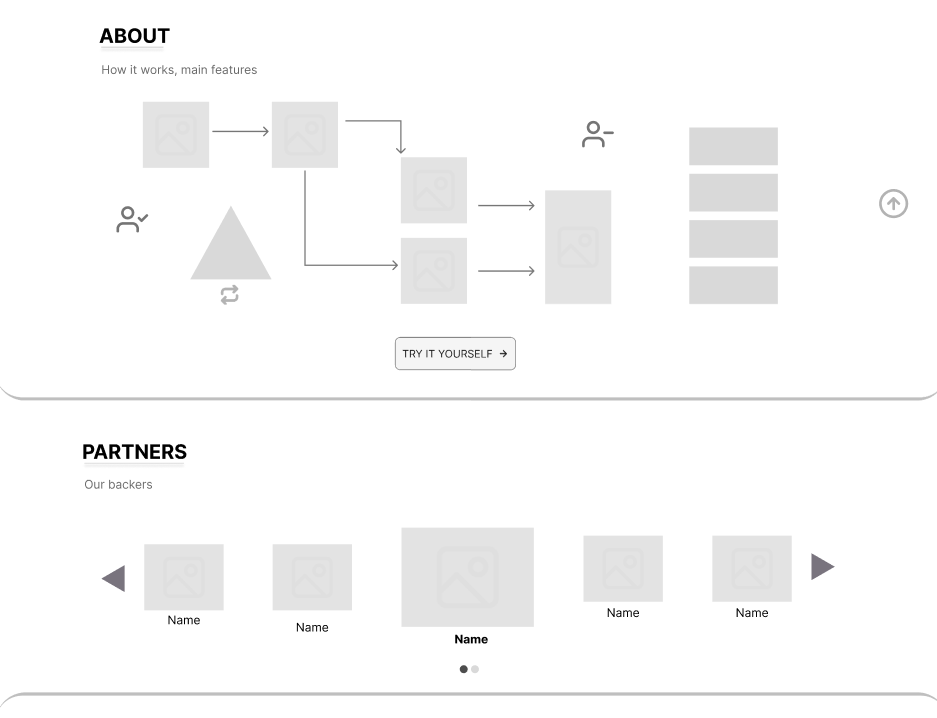 ABOUT
How it works, main features
TRY IT YOURSELF
PARTNERS
Our backers
Name
Name
Name
Name
Name